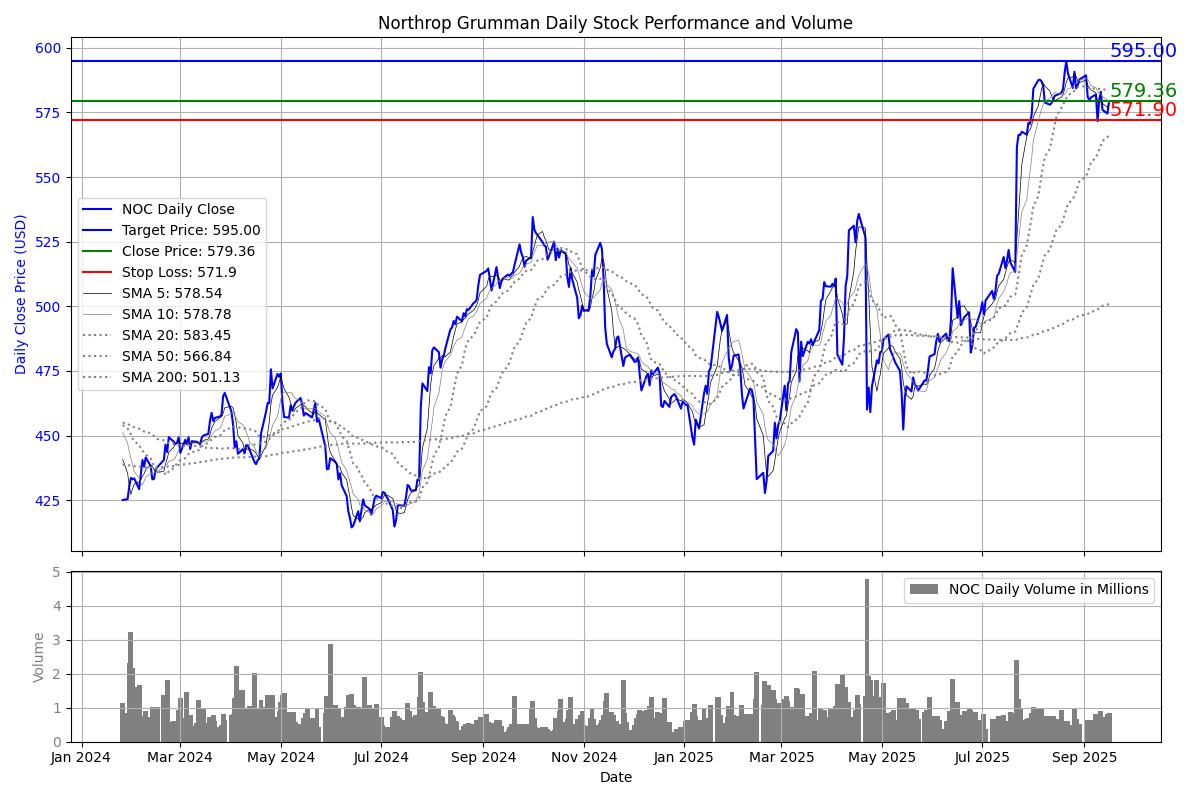 Northrop Grumman Daily Stock Performance and Volume
600
575
550
525
500
475
450
425
Daily Close Price (USD)
595.00
579.36
571.90
NOC Daily Close
Target Price: 595.00
Close Price: 579.36
Stop Loss: 571.9
SMA 5: 578.54
SMA 10: 578.78
SMA 20: 583.45
SMA 50: 566.84
SMA 200: 501.13
5
4
3
2
1
0
Volume
NOC Daily Volume in Millions
Jan 2024
Mar 2024
May 2024
Jul 2024
Sep 2024
Nov 2024
Jan 2025
Mar 2025
May 2025
Jul 2025
Sep 2025
Date